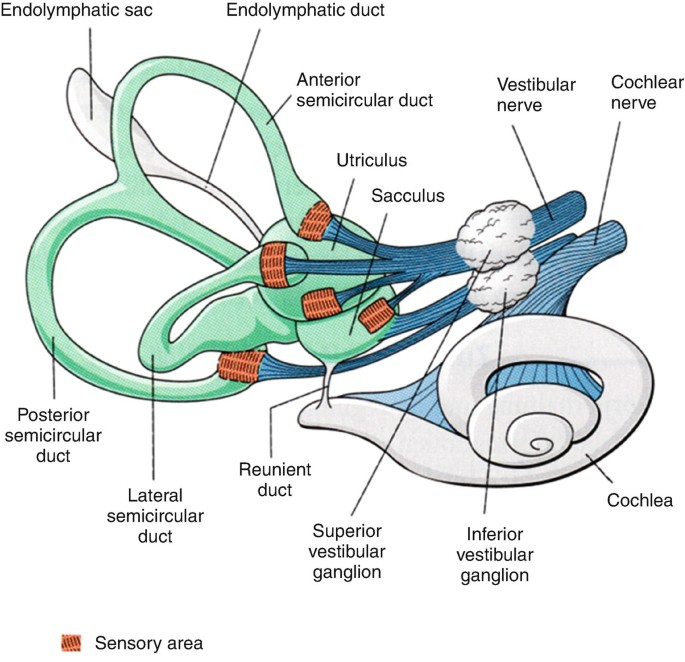 Endolymphatic sac
Endolymphatic duct
Anterior
semicircular duct
Vestibular
nerve
Cochlear
nerve
Utriculus
Sacculus
Posterior
semicircular
duct
Lateral
semicircular
duct
Reunient
duct
Superior
vestibular
ganglion
Inferior
vestibular
ganglion
Cochlea
Sensory area